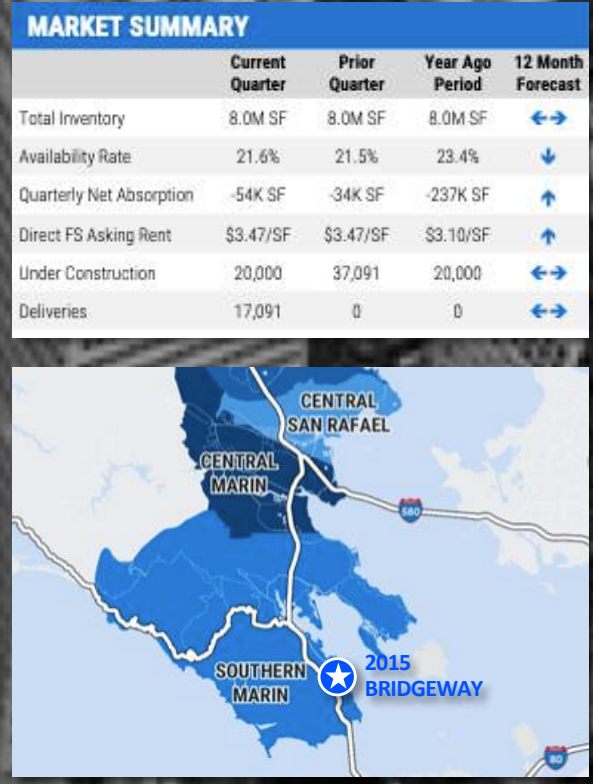 MARKET SUMMARY
Current Quarter Prior Quarter Year Ago Period 12 Month Forecast
Total Inventory 8.0M SF 8.0M SF 8.0M SF
Availability Rate 21.6% 21.5% 23.4%
Quarterly Net Absorption -54K SF -34K SF -237K SF
Direct FS Asking Rent $3.47/SF $3.47/SF $3.10/SF
Under Construction 20,000 37,091 20,000
Deliveries 17,091 0 0
CENTRAL
SAN RAFAEL
CENTRAL
MARIN
580
SOUTHERN
MARIN
2015
BRIDGEWAY
80